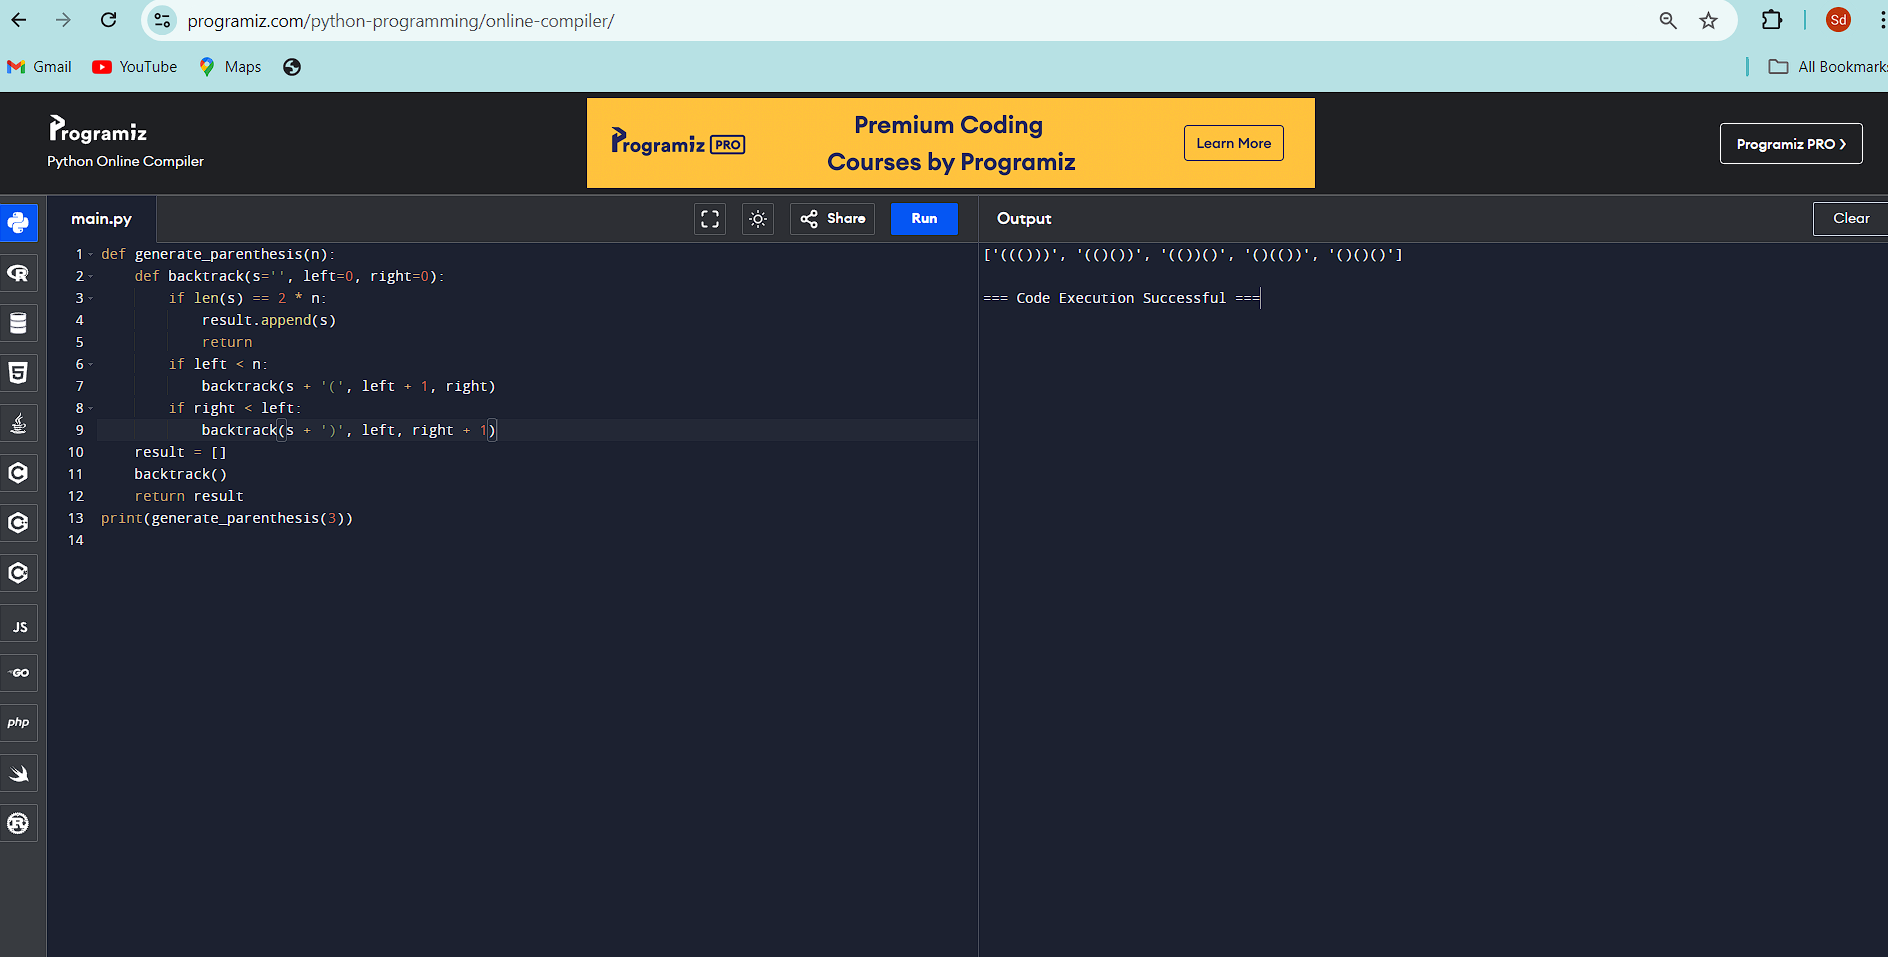 programiz.com/python-programming/online-compiler/
Sd
Gmail
YouTube
Maps
All Bookmarks
Programiz
Python Online Compiler
Programiz PRO
Premium Coding
Courses by Programiz
Learn More
Programiz PRO ❯
main.py
Share
Run
Output
Clear
1 def generate_parenthesis(n):
2     def backtrack(s='', left=0, right=0):
3         if len(s) == 2 * n:
4             result.append(s)
5             return
6         if left < n:
7             backtrack(s + '(', left + 1, right)
8         if right < left:
9             backtrack(s + ')', left, right + 1)
10     result = []
11     backtrack()
12     return result
13 print(generate_parenthesis(3))
14
['((()))', '(()())', '(())()', '()(())', '()()()']
=== Code Execution Successful ===
R
5
C
C
C
JS
GO
php
R